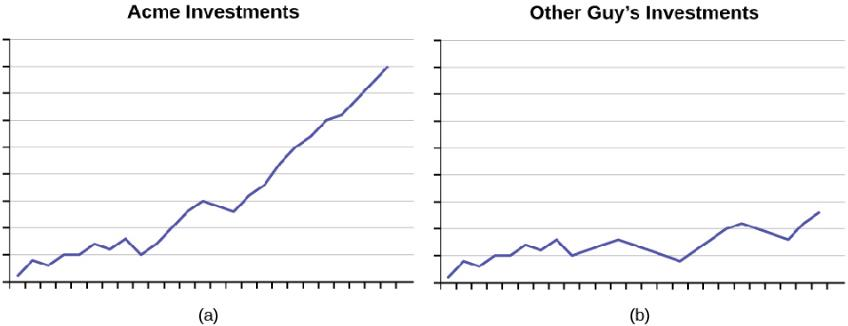 Acme Investments
Other Guy’s Investments
(a)
(b)